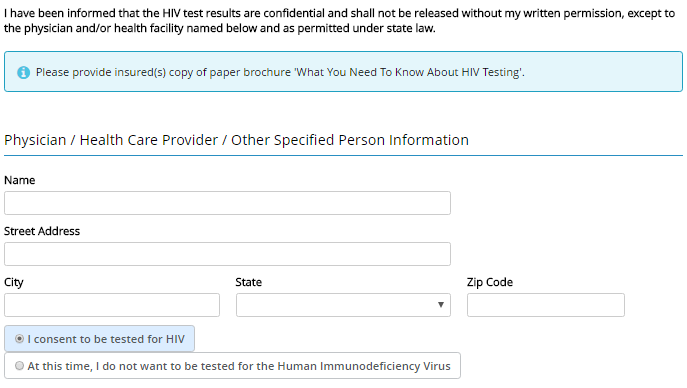 I have been informed that the HIV test results are confidential and shall not be released without my written permission, except to
the physician and/or health facility named below and as permitted under state law.
Please provide insured(s) copy of paper brochure 'What You Need To Know About HIV Testing'.
Physician / Health Care Provider / Other Specified Person Information
Name
Street Address
City State Zip Code
I consent to be tested for HIV
At this time, I do not want to be tested for the Human Immunodeficiency Virus